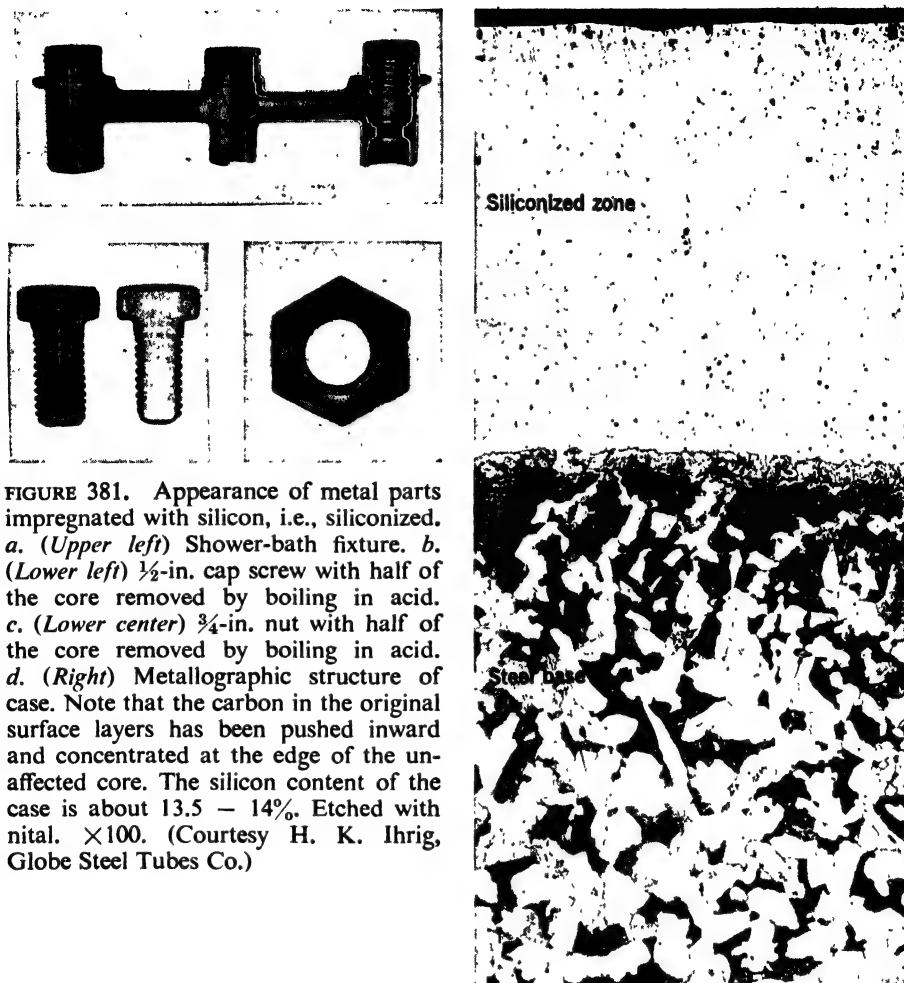 FIGURE 381. Appearance of metal parts
impregnated with silicon, i.e., siliconized.
a. (Upper left) Shower-bath fixture. b.
(Lower left) ½-in. cap screw with half of
the core removed by boiling in acid.
c. (Lower center) ¾-in. nut with half of
the core removed by boiling in acid.
d. (Right) Metallographic structure of
case. Note that the carbon in the original
surface layers has been pushed inward
and concentrated at the edge of the un-
affected core. The silicon content of the
case is about 13.5 — 14%. Etched with
nital. ×100. (Courtesy H. K. Ihrig,
Globe Steel Tubes Co.)
Siliconized zone
Steel base